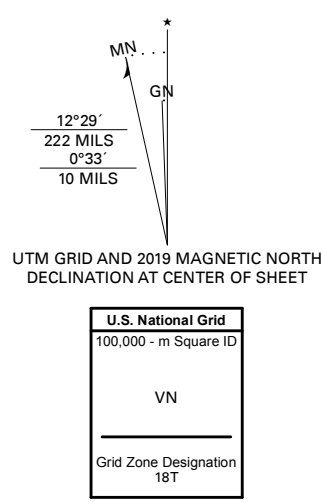 ★
MN
GN
12°29´
222 MILS
0°33´
10 MILS
UTM GRID AND 2019 MAGNETIC NORTH
DECLINATION AT CENTER OF SHEET
U.S. National Grid
100,000 - m Square ID
VN
Grid Zone Designation
18T